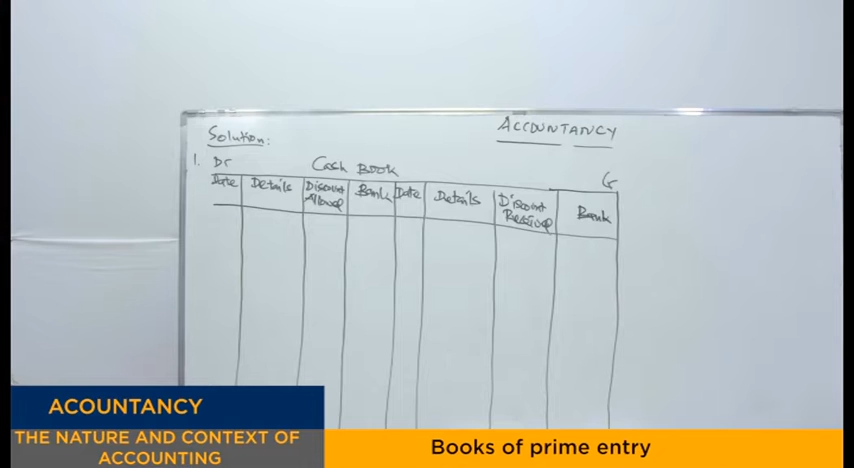 ACCOUNTANCY
Solution:
1. Dr Cash Book Cr
Date Details Discount Allowed Bank Date Details Discount Received Bank
ACOUNTANCY
THE NATURE AND CONTEXT OF
ACCOUNTING
Books of prime entry